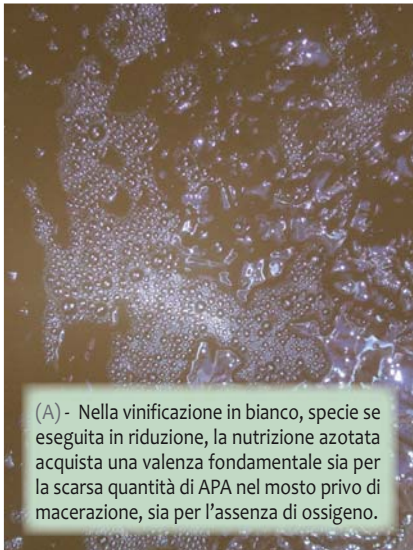 (A) - Nella vinificazione in bianco, specie se
eseguita in riduzione, la nutrizione azotata
acquista una valenza fondamentale sia per
la scarsa quantità di APA nel mosto privo di
macerazione, sia per l'assenza di ossigeno.